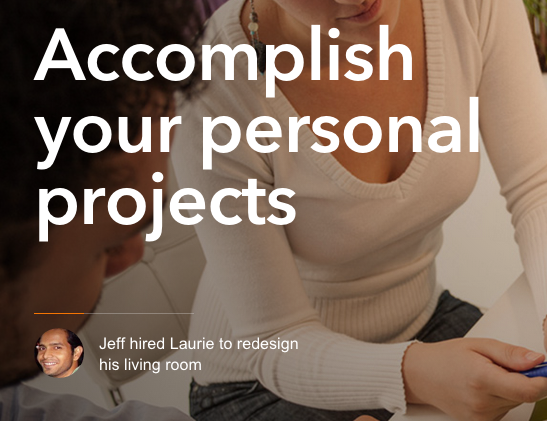 Accomplish
your personal
projects
Jeff hired Laurie to redesign
his living room